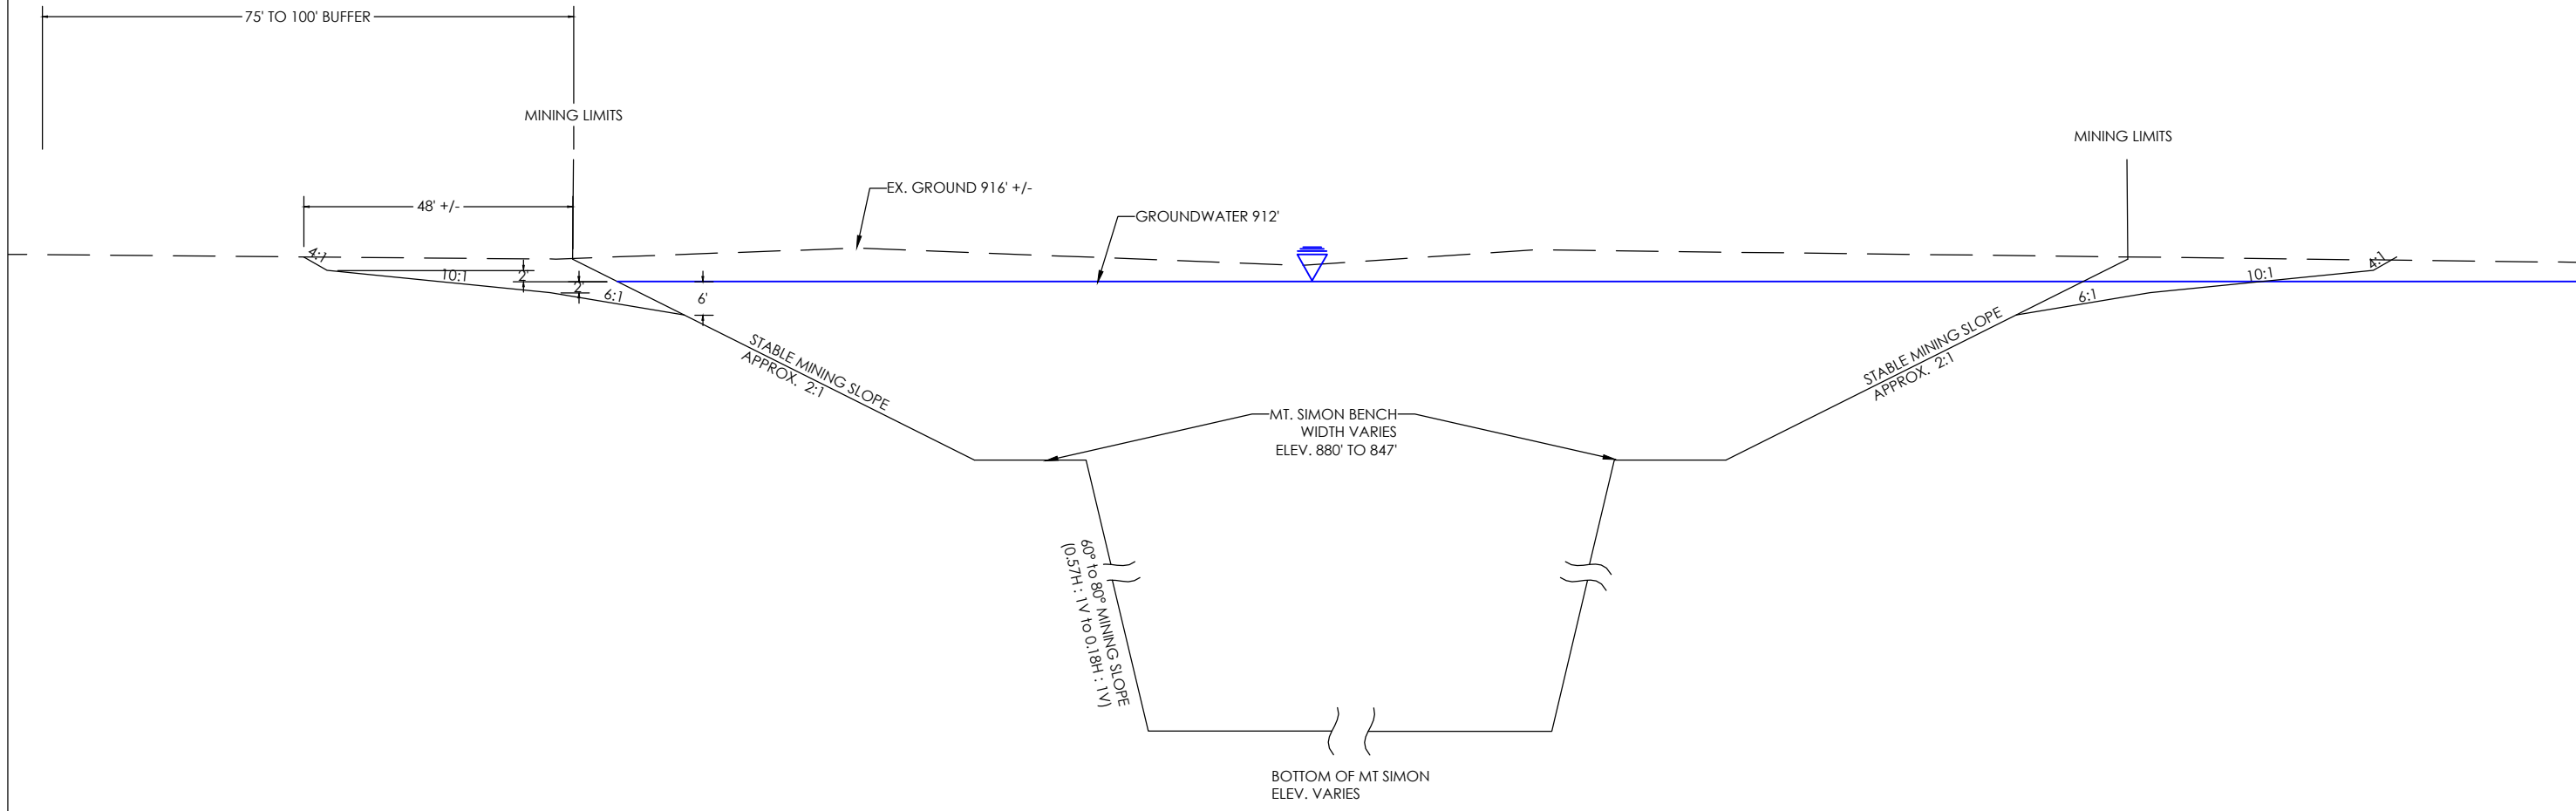 75' TO 100' BUFFER
MINING LIMITS
MINING LIMITS
EX. GROUND 916' +/-
48' +/-
GROUNDWATER 912'
4:1
10:1
2'
2'
6:1
6'
4:1
10:1
6:1
STABLE MINING SLOPE
APPROX. 2:1
STABLE MINING SLOPE
APPROX. 2:1
MT. SIMON BENCH
WIDTH VARIES
ELEV. 880' TO 847'
60° to 80° MINING SLOPE
(0.57H : 1V to 0.18H : 1V)
BOTTOM OF MT SIMON
ELEV. VARIES